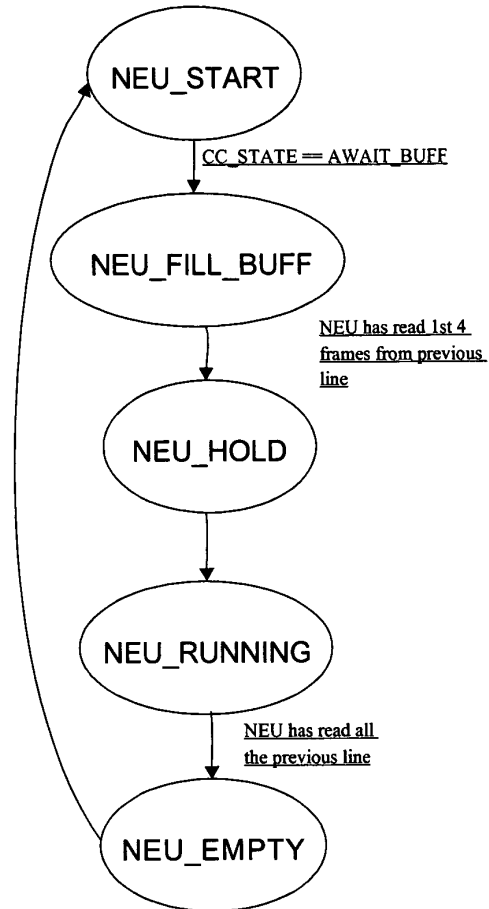 NEU_START
CC_STATE == AWAIT_BUFF
NEU_FILL_BUFF
NEU has read 1st 4
frames from previous
line
NEU_HOLD
NEU_RUNNING
NEU has read all
the previous line
NEU_EMPTY